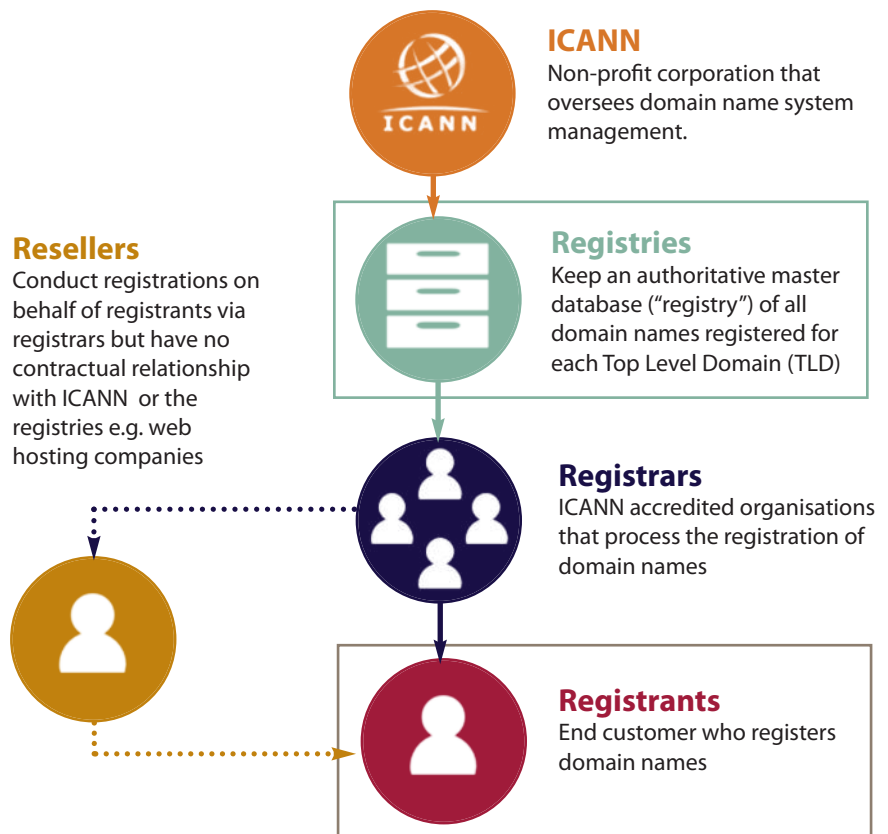 ICANN
ICANN
Non-profit corporation that
oversees domain name system
management.
Registries
Keep an authoritative master
database (“registry”) of all
domain names registered for
each Top Level Domain (TLD)
Resellers
Conduct registrations on
behalf of registrants via
registrars but have no
contractual relationship
with ICANN or the
registries e.g. web
hosting companies
Registrars
ICANN accredited organisations
that process the registration of
domain names
Registrants
End customer who registers
domain names